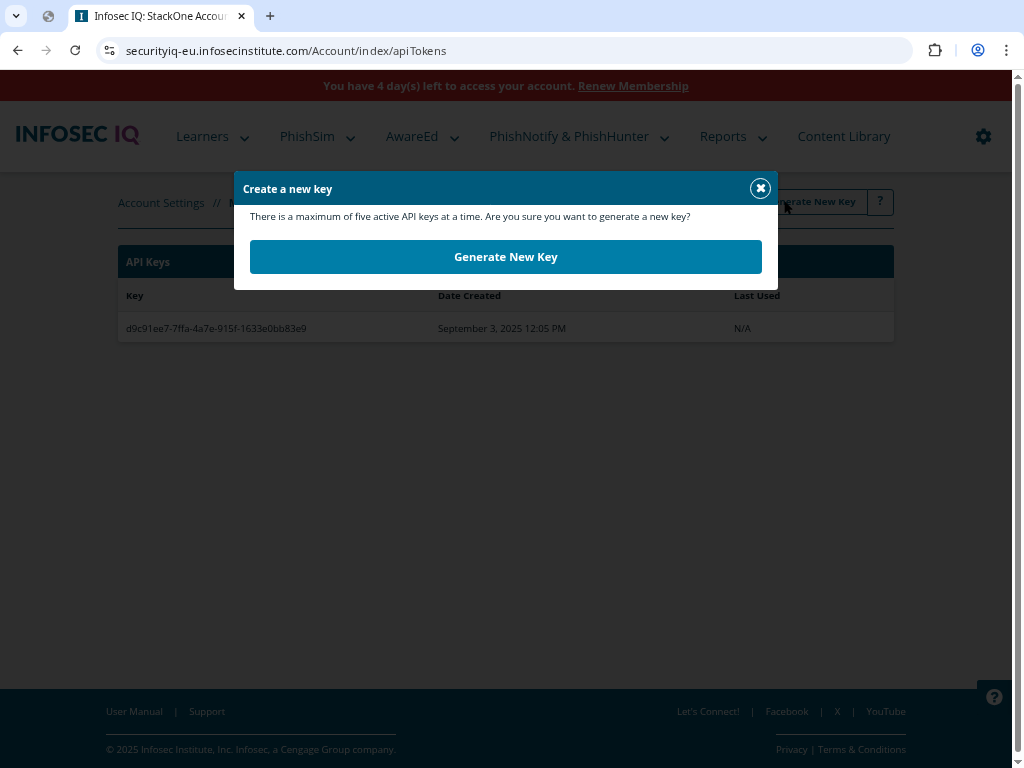 Infosec IQ: StackOne Accou
securityiq-eu.infosecinstitute.com/Account/index/apiTokens
You have 4 day(s) left to access your account. Renew Membership
INFOSEC IQ Learners PhishSim AwareEd PhishNotify & PhishHunter Reports Content Library
Create a new key
Account Settings // nerate New Key ?
There is a maximum of five active API keys at a time. Are you sure you want to generate a new key?
Generate New Key
API Keys
Key Date Created Last Used
d9c91ee7-7ffa-4a7e-915f-1633e0bb83e9 September 3, 2025 12:05 PM N/A
User Manual | Support Let's Connect! | Facebook | X | YouTube
© 2025 Infosec Institute, Inc. Infosec, a Cengage Group company. Privacy | Terms & Conditions